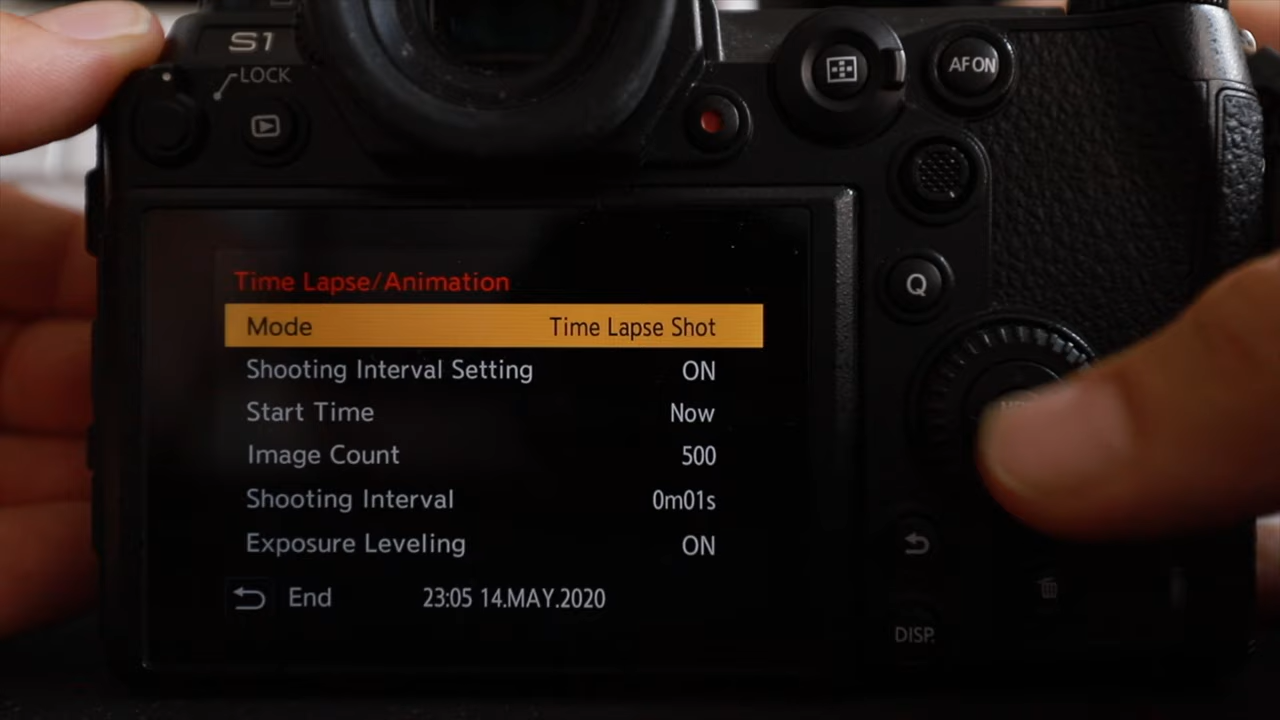 S1
LOCK
AF ON
Q
Time Lapse/Animation
Mode Time Lapse Shot
Shooting Interval Setting ON
Start Time Now
Image Count 500
Shooting Interval 0m01s
Exposure Leveling ON
End 23:05 14.MAY.2020
DISP.